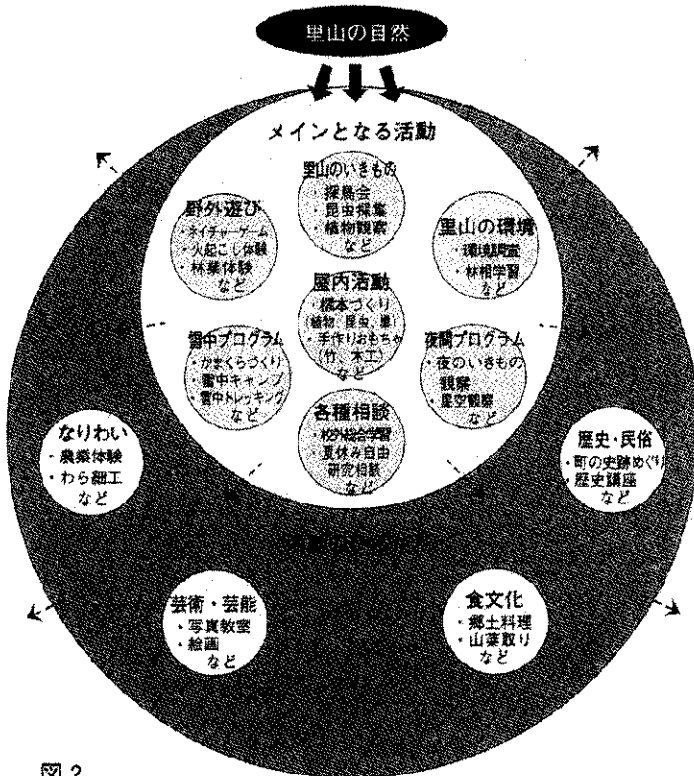 里山の自然
メインとなる活動
里山のいきもの
・探鳥会
・昆虫採集
・植物観察
など
野外遊び
・ネイチャーゲーム
・火起こし体験
・林業体験
など
里山の環境
・環境調査
・林相学習
など
屋内活動
・標本づくり
(植物、昆虫、巣)
・手作りおもちゃ
(竹、木工)
など
雪中プログラム
・かまくらづくり
・雪中キャンプ
・雪中トレッキング
など
夜間プログラム
・夜のいきもの
観察
・星空観察
など
各種相談
・校外総合学習
・夏休み自由
研究相談
など
なりわい
・農業体験
・わら細工
など
歴史・民俗
・町の史跡めぐり
・歴史講座
など
芸術・芸能
・写真教室
・絵画
など
食文化
・郷土料理
・山菜取り
など
図2